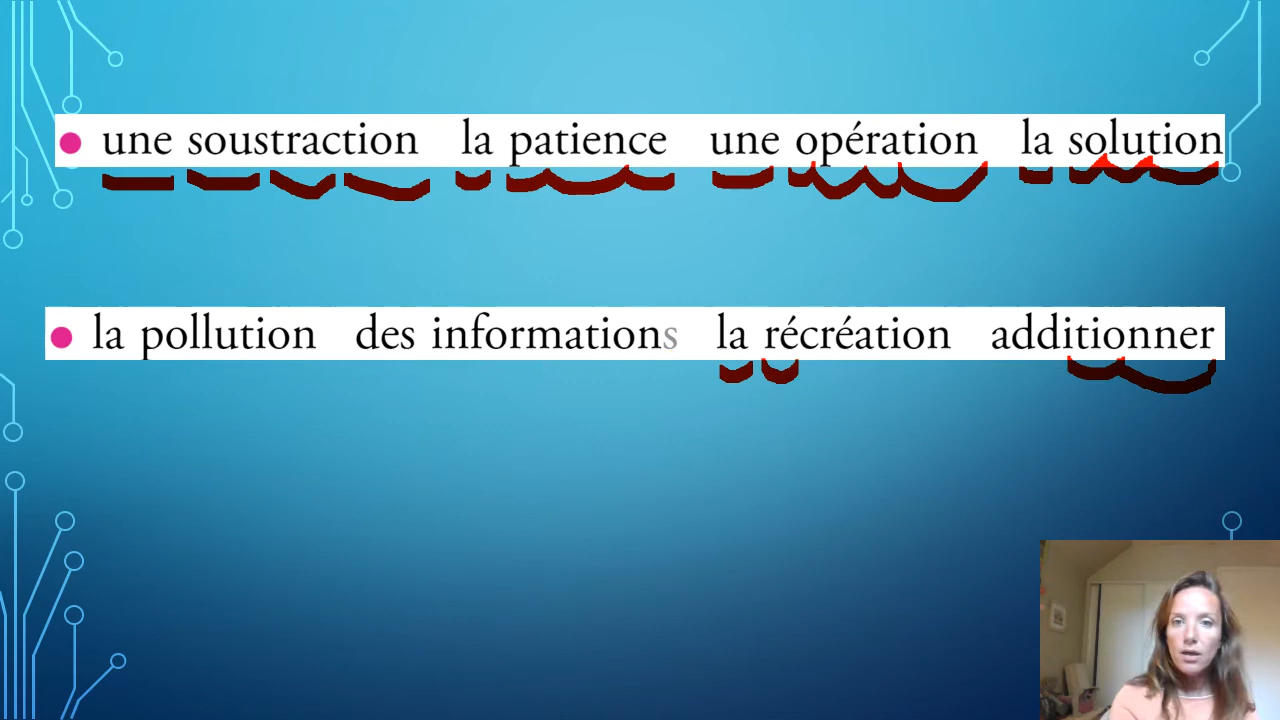 • une soustraction la patience une opération la solution
• la pollution des informations la récréation additionner